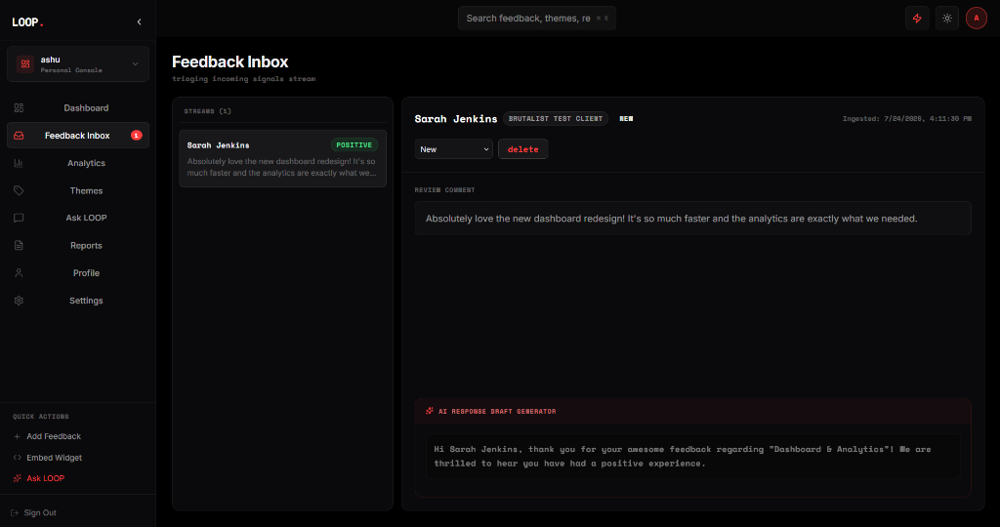 LOOP.
ashu
Personal Console
Dashboard
Feedback Inbox
1
Analytics
Themes
Ask LOOP
Reports
Profile
Settings
QUICK ACTIONS
Add Feedback
Embed Widget
Ask LOOP
Sign Out
Search feedback, themes, re
⌘ K
A
Feedback Inbox
triaging incoming signals stream
STREAMS (1)
Sarah Jenkins
POSITIVE
Absolutely love the new dashboard redesign! It's so
much faster and the analytics are exactly what we...
Sarah Jenkins BRUTALIST TEST CLIENT NEW
Ingested: 7/24/2026, 4:11:30 PM
New
delete
REVIEW COMMENT
Absolutely love the new dashboard redesign! It's so much faster and the analytics are exactly what we needed.
AI RESPONSE DRAFT GENERATOR
Hi Sarah Jenkins, thank you for your awesome feedback regarding "Dashboard & Analytics"! We are
thrilled to hear you have had a positive experience.